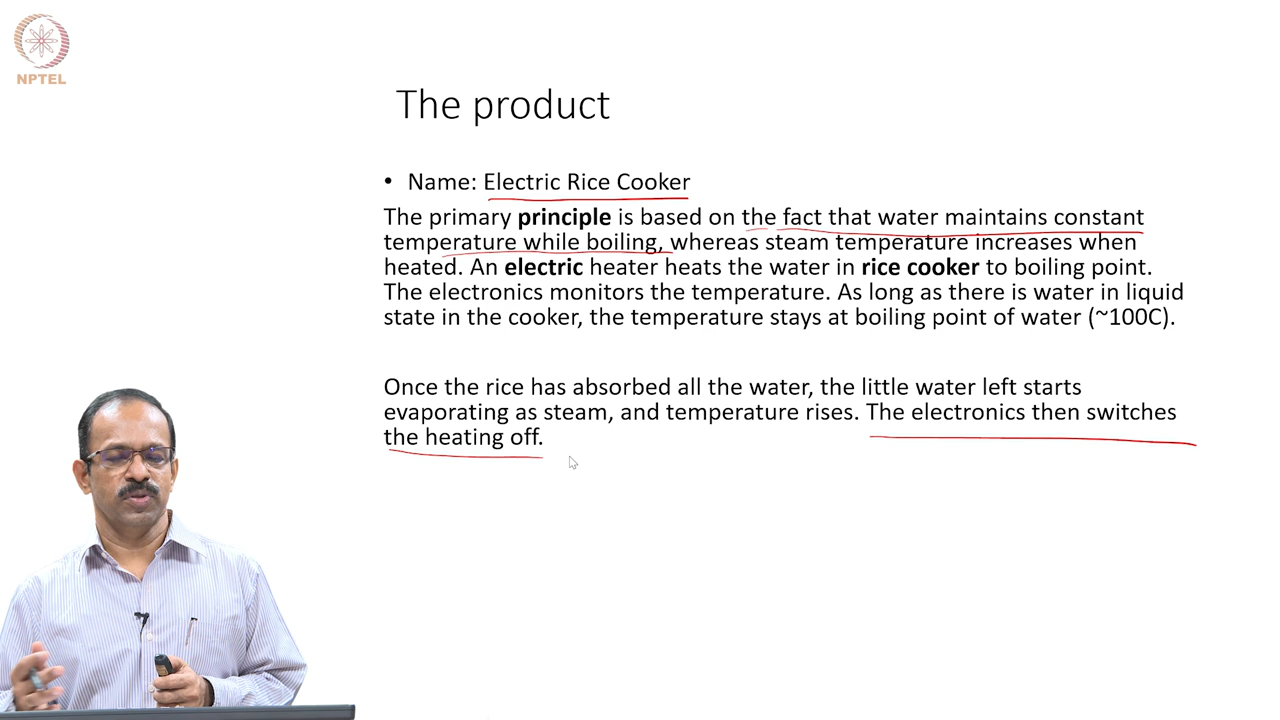 NPTEL
The product
• Name: Electric Rice Cooker
The primary principle is based on the fact that water maintains constant
temperature while boiling, whereas steam temperature increases when
heated. An electric heater heats the water in rice cooker to boiling point.
The electronics monitors the temperature. As long as there is water in liquid
state in the cooker, the temperature stays at boiling point of water (~100C).
Once the rice has absorbed all the water, the little water left starts
evaporating as steam, and temperature rises. The electronics then switches
the heating off.